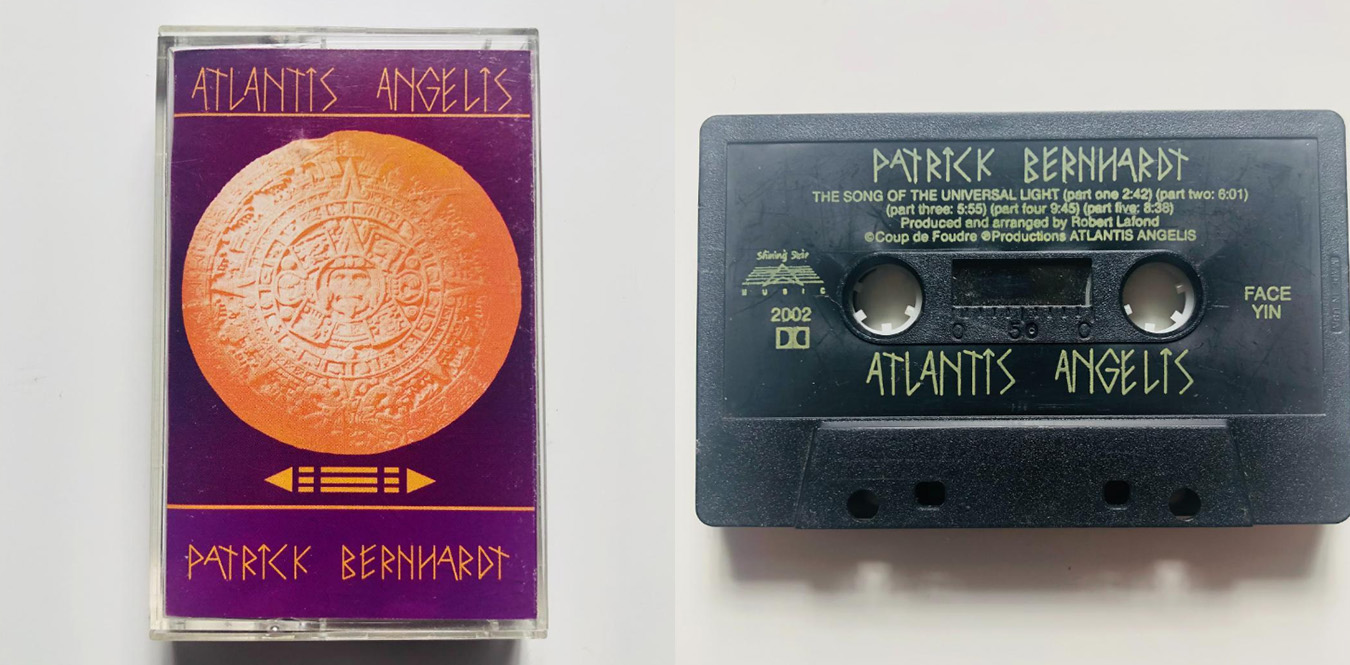 ATLANTIS ANGELIS
PATRICK BERNHARDT
PATRICK BERNHARDT
THE SONG OF THE UNIVERSAL LIGHT (part one 2:42) (part two: 6:01)
(part three: 5:55) (part four 9:45) (part five: 8:38)
Produced and arranged by Robert Lafond
©Coup de Foudre ℗Productions ATLANTIS ANGELIS
Shining Star
MUSIC
2002
FACE
YIN
0 50 0
ATLANTIS ANGELIS